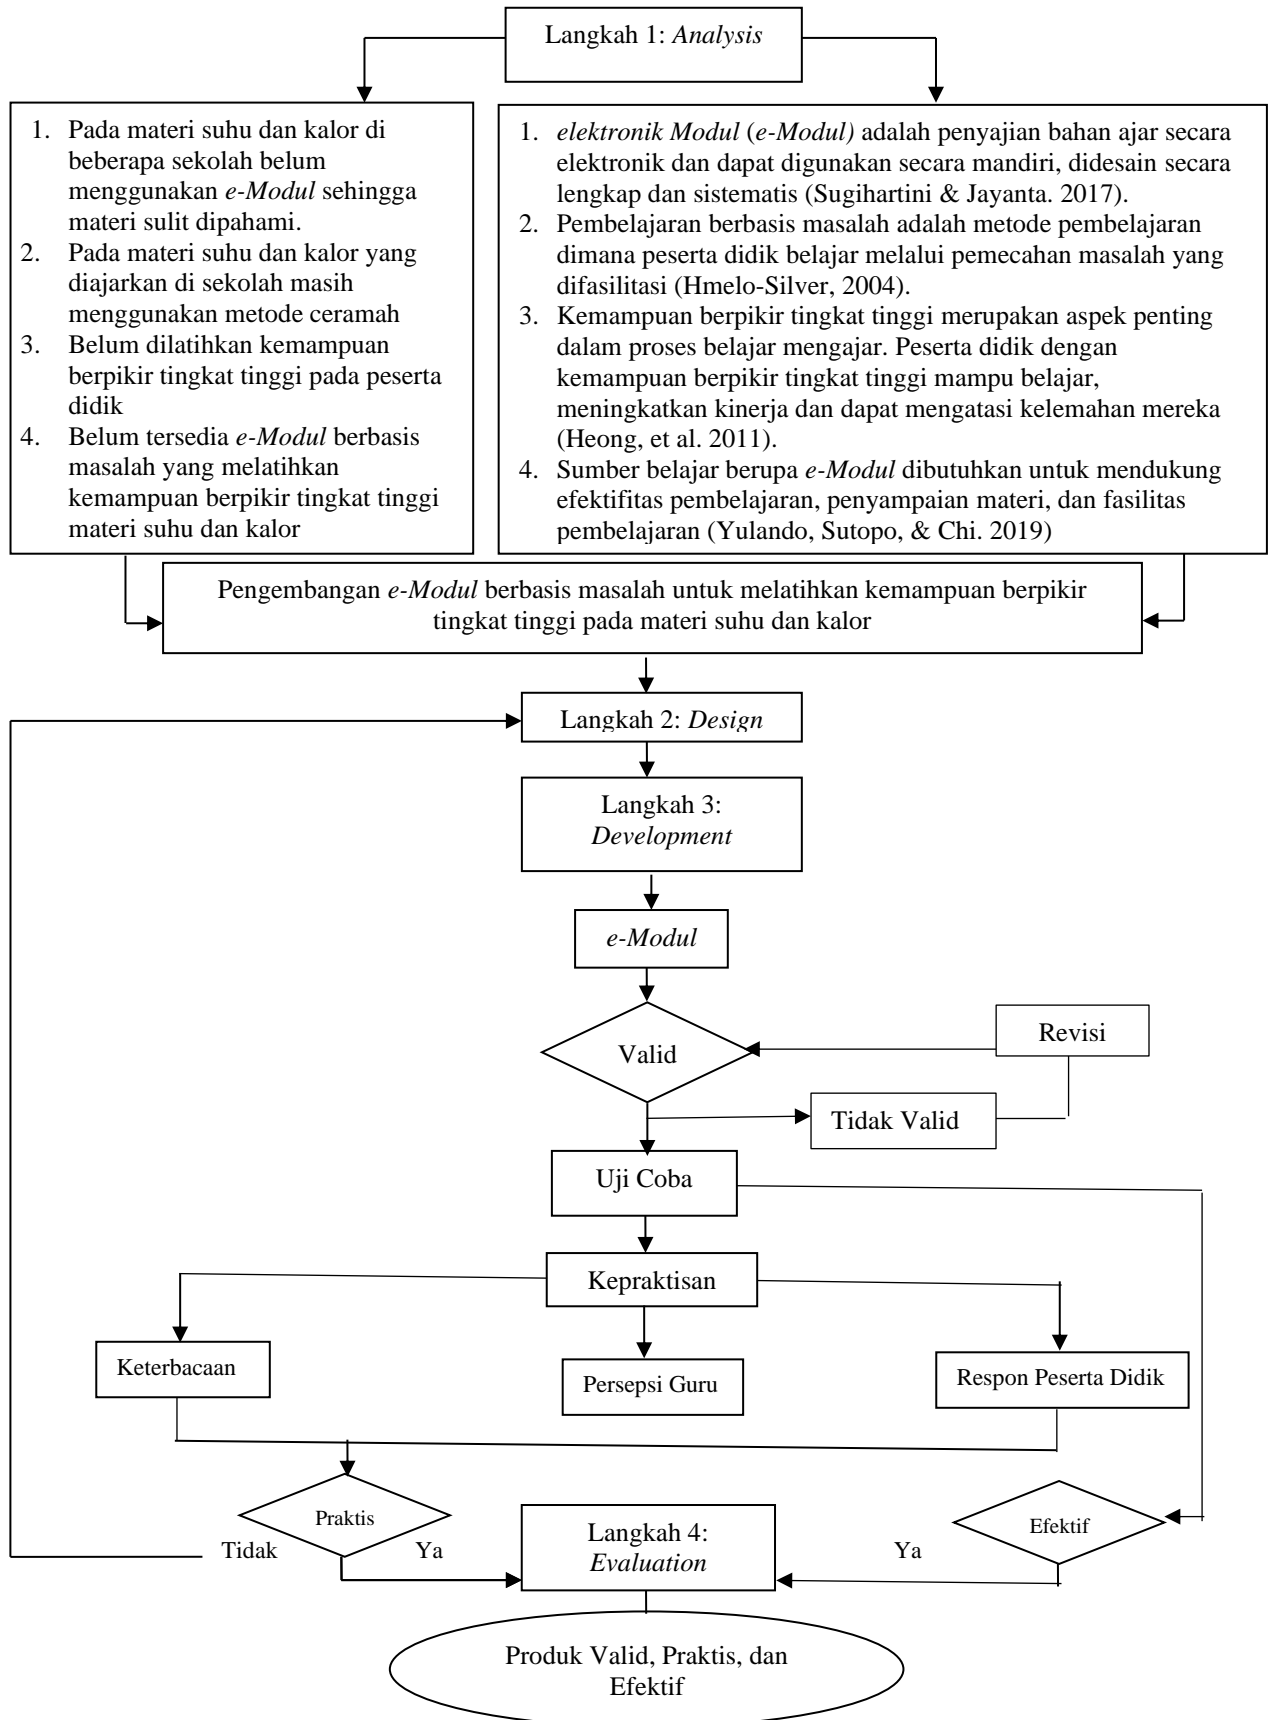 Langkah 1: Analysis
1. Pada materi suhu dan kalor di
beberapa sekolah belum
menggunakan e-Modul sehingga
materi sulit dipahami.
2. Pada materi suhu dan kalor yang
diajarkan di sekolah masih
menggunakan metode ceramah
3. Belum dilatihkan kemampuan
berpikir tingkat tinggi pada peserta
didik
4. Belum tersedia e-Modul berbasis
masalah yang melatihkan
kemampuan berpikir tingkat tinggi
materi suhu dan kalor
1. elektronik Modul (e-Modul) adalah penyajian bahan ajar secara
elektronik dan dapat digunakan secara mandiri, didesain secara
lengkap dan sistematis (Sugihartini & Jayanta. 2017).
2. Pembelajaran berbasis masalah adalah metode pembelajaran
dimana peserta didik belajar melalui pemecahan masalah yang
difasilitasi (Hmelo-Silver, 2004).
3. Kemampuan berpikir tingkat tinggi merupakan aspek penting
dalam proses belajar mengajar. Peserta didik dengan
kemampuan berpikir tingkat tinggi mampu belajar,
meningkatkan kinerja dan dapat mengatasi kelemahan mereka
(Heong, et al. 2011).
4. Sumber belajar berupa e-Modul dibutuhkan untuk mendukung
efektifitas pembelajaran, penyampaian materi, dan fasilitas
pembelajaran (Yulando, Sutopo, & Chi. 2019)
Pengembangan e-Modul berbasis masalah untuk melatihkan kemampuan berpikir
tingkat tinggi pada materi suhu dan kalor
Langkah 2: Design
Langkah 3:
Development
e-Modul
Valid
Revisi
Tidak Valid
Uji Coba
Kepraktisan
Keterbacaan
Persepsi Guru
Respon Peserta Didik
Praktis
Tidak
Ya
Langkah 4:
Evaluation
Ya
Efektif
Produk Valid, Praktis, dan
Efektif